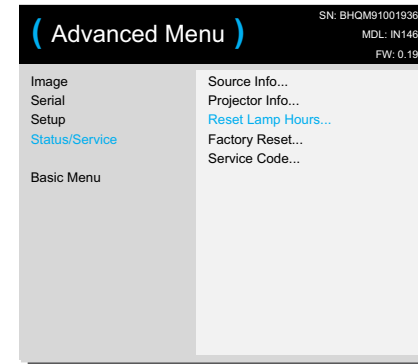 ( Advanced Menu )
SN: BHQM91001936
MDL: IN146
FW: 0.19
Image
Serial
Setup
Status/Service
Basic Menu
Source Info...
Projector Info...
Reset Lamp Hours...
Factory Reset...
Service Code...